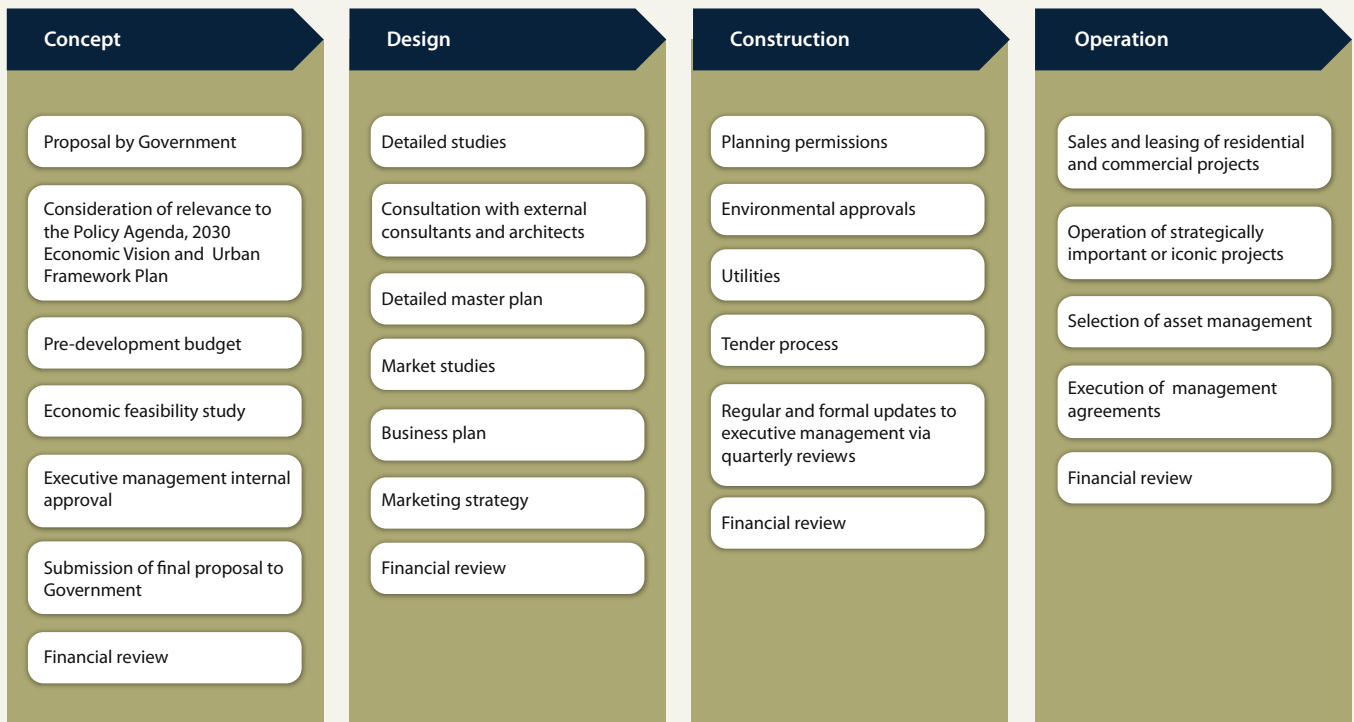 Concept
Proposal by Government
Consideration of relevance to
the Policy Agenda, 2030
Economic Vision and Urban
Framework Plan
Pre-development budget
Economic feasibility study
Executive management internal
approval
Submission of final proposal to
Government
Financial review
Design
Detailed studies
Consultation with external
consultants and architects
Detailed master plan
Market studies
Business plan
Marketing strategy
Financial review
Construction
Planning permissions
Environmental approvals
Utilities
Tender process
Regular and formal updates to
executive management via
quarterly reviews
Financial review
Operation
Sales and leasing of residential
and commercial projects
Operation of strategically
important or iconic projects
Selection of asset management
Execution of management
agreements
Financial review